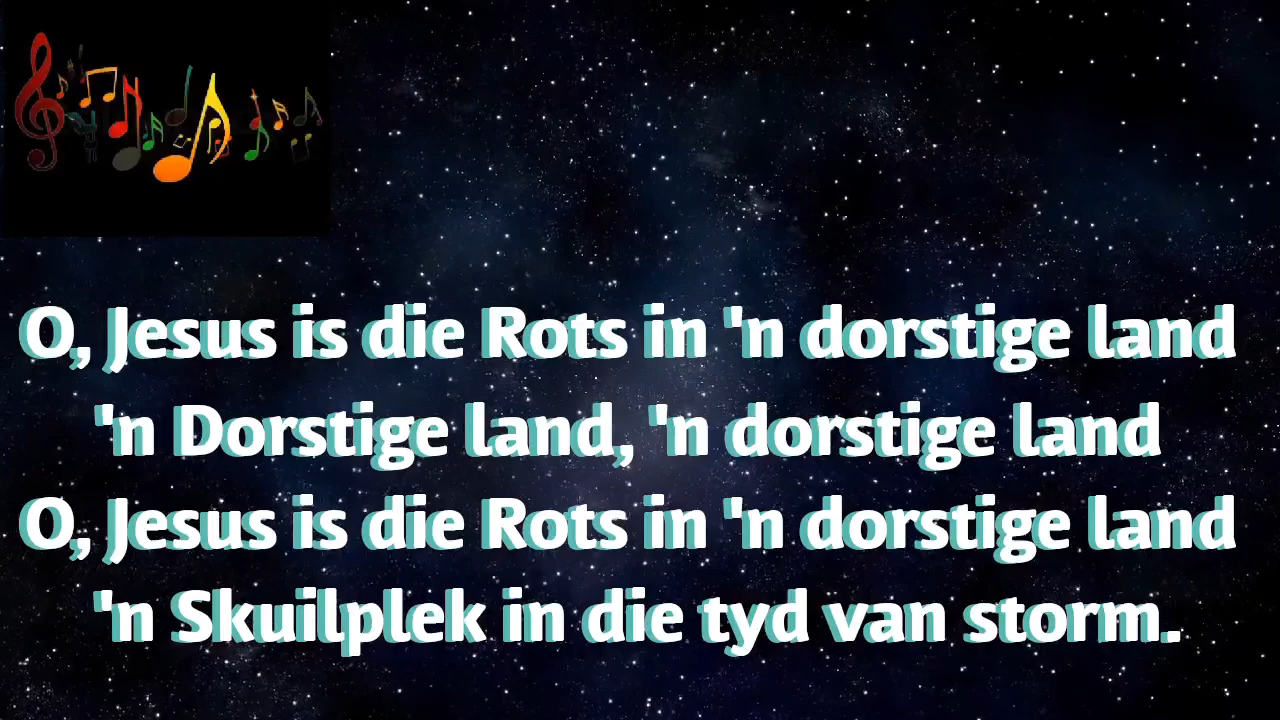 O, Jesus is die Rots in 'n dorstige land
'n Dorstige land, 'n dorstige land
O, Jesus is die Rots in 'n dorstige land
'n Skuilplek in die tyd van storm.